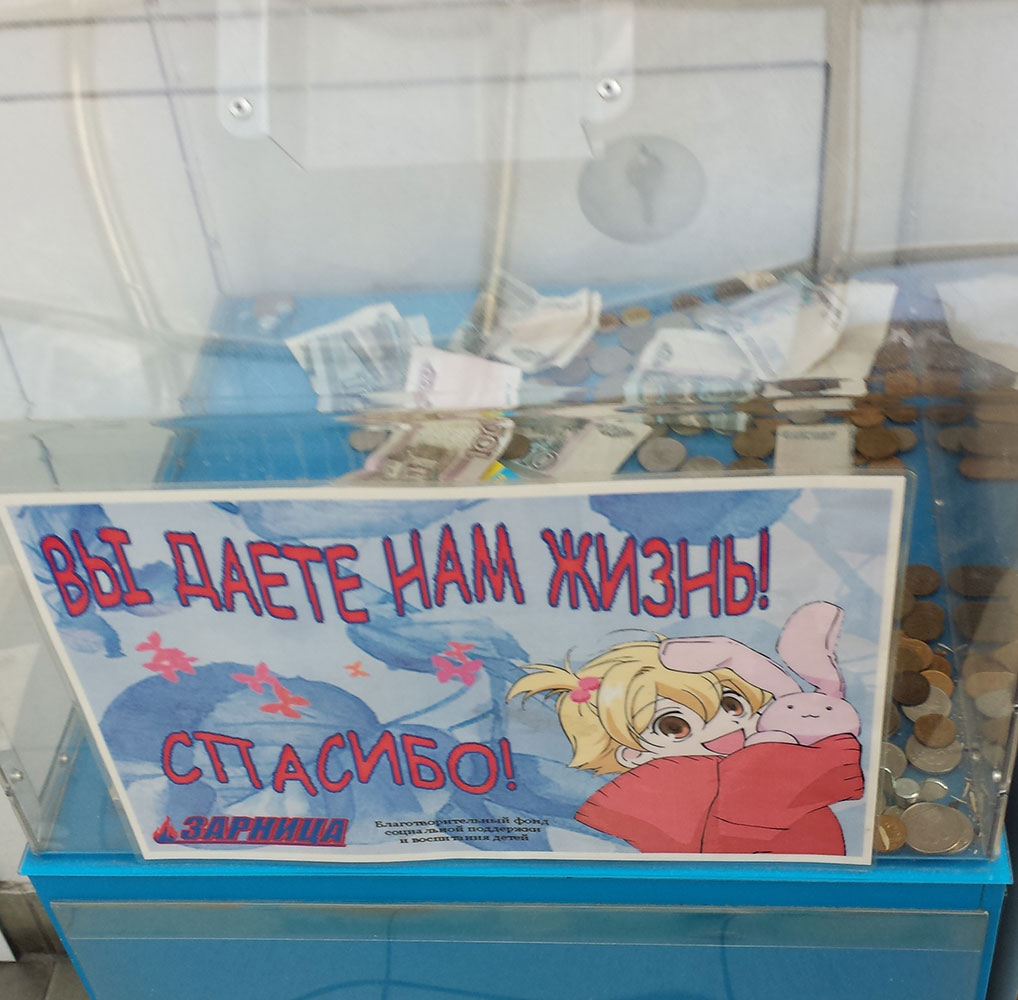 ВЫ ДАЕТЕ НАМ ЖИЗНЬ!
СПАСИБО!
ЗАРНИЦА
Благотворительный фонд
социальной поддержки
и воспитания детей